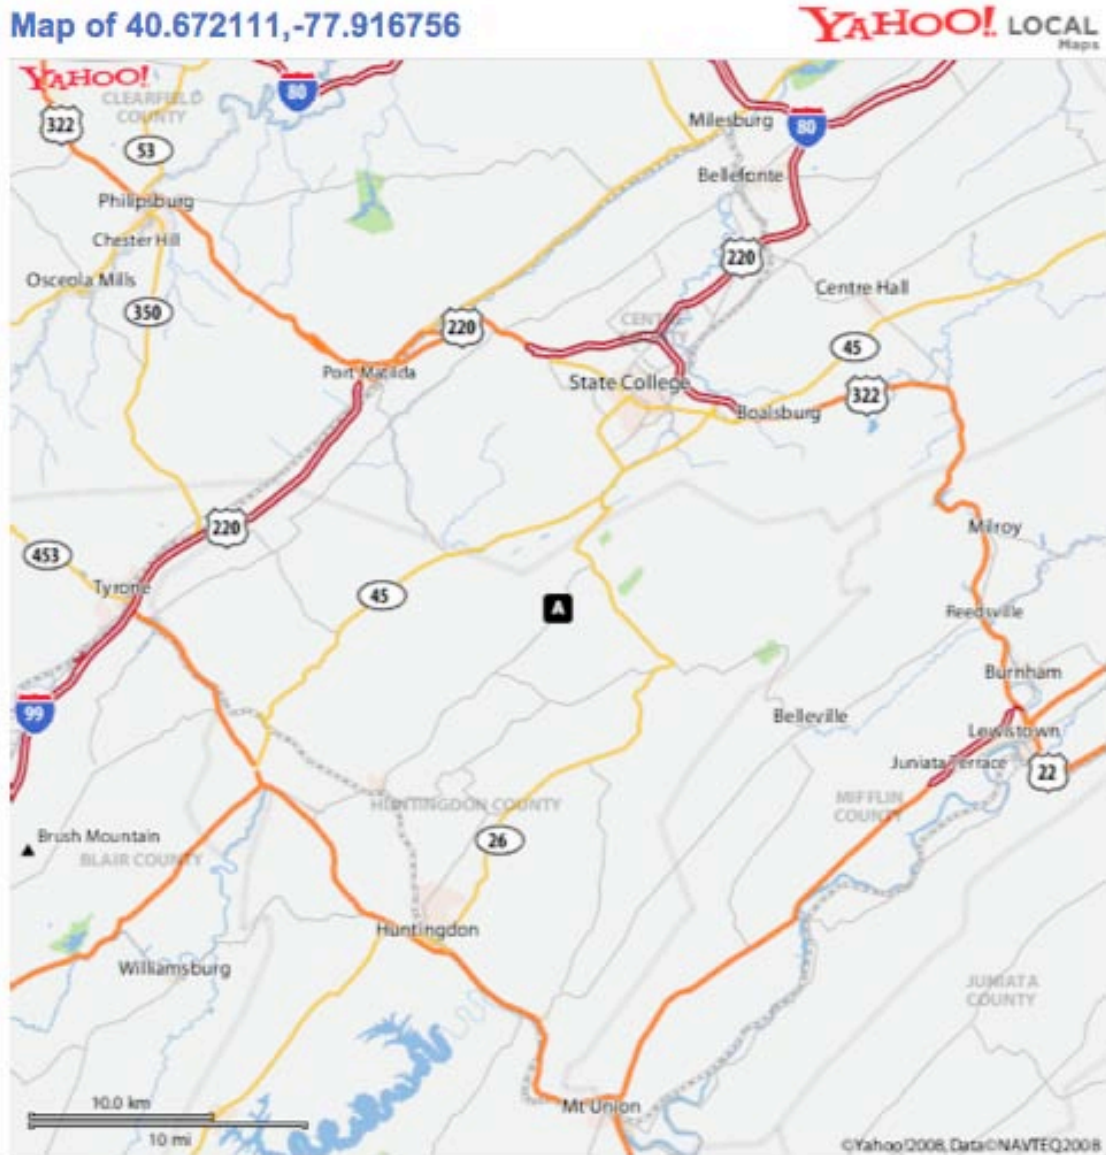 Map of 40.672111,-77.916756
YAHOO! LOCAL
Maps
YAHOO!
CLEARFIELD
COUNTY
80
322
53
Milesburg
80
Bellefonte
Philipsburg
Chester Hill
220
Osceola Mills
Centre Hall
350
220
CENTRE
COUNTY
45
Port Matilda
State College
322
Boalsburg
220
Milroy
453
Tyrone
45
A
Reedsville
Burnham
99
Belleville
Lewistown
Juniata Terrace
22
HUNTINGDON COUNTY
MIFFLIN
COUNTY
Brush Mountain
BLAIR COUNTY
26
Huntingdon
Williamsburg
JUNIATA
COUNTY
10.0 km
10 mi
Mt Union
©Yahoo!2008, Data©NAVTEQ2008